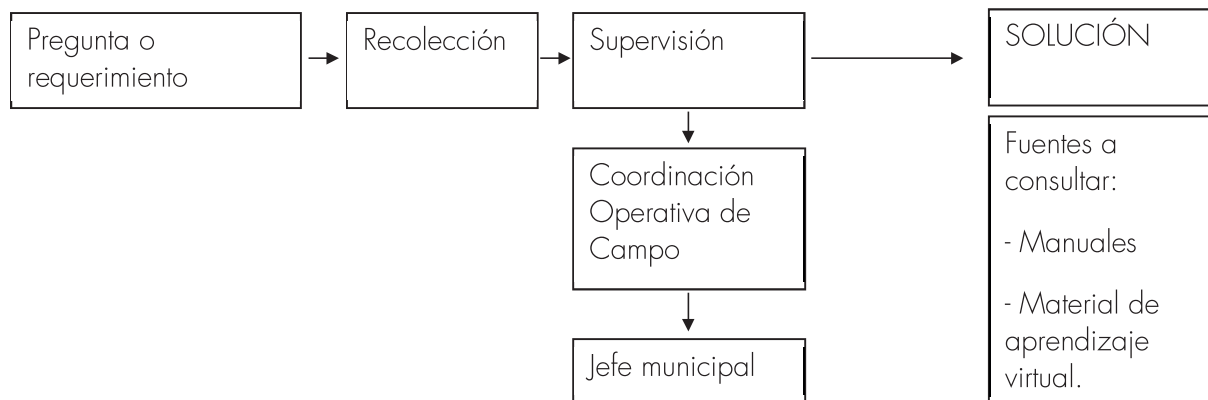 Pregunta o
requerimiento
Recolección
Supervisión
SOLUCIÓN
Coordinación
Operativa de
Campo
Jefe municipal
Fuentes a
consultar:
- Manuales
- Material de
aprendizaje
virtual.